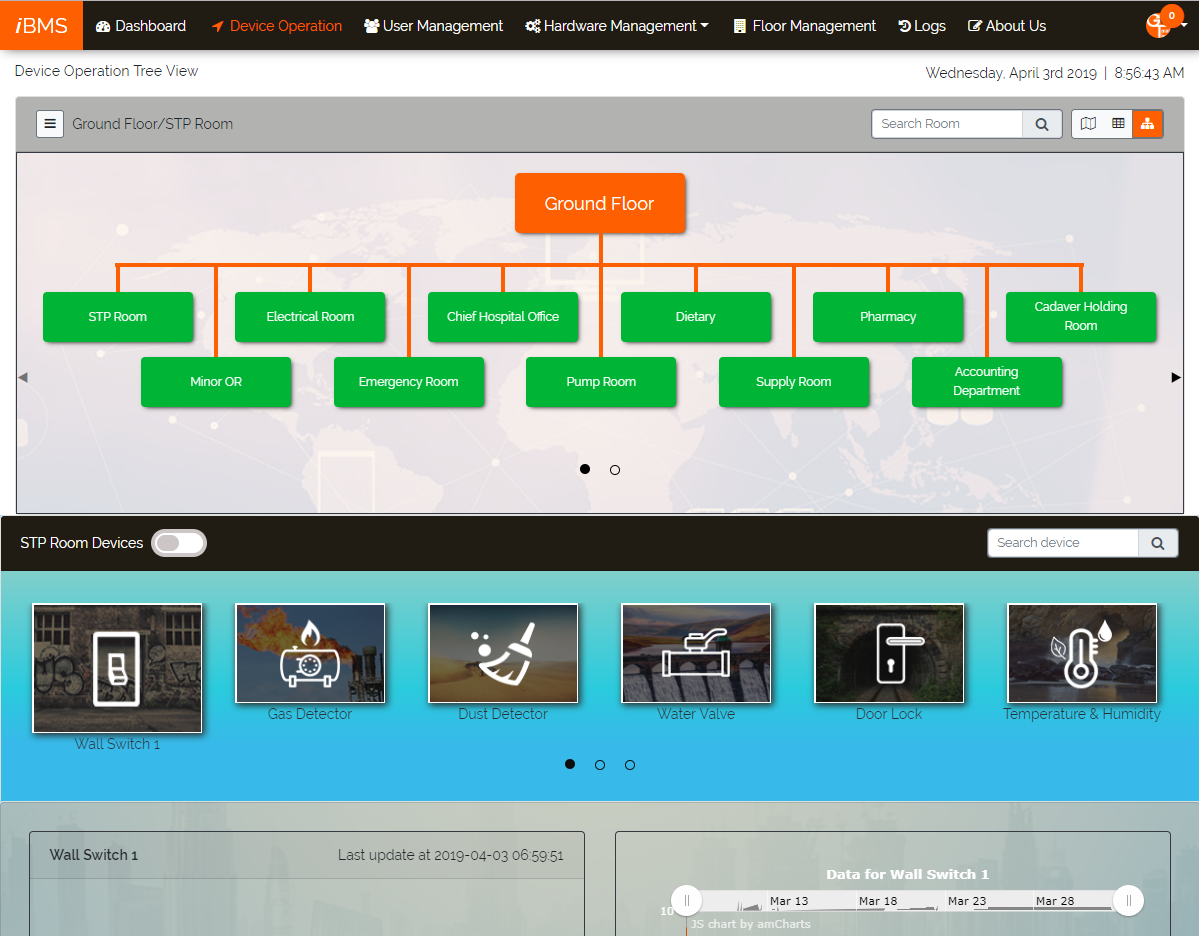 iBMS
Dashboard
Device Operation
User Management
Hardware Management
Floor Management
Logs
About Us
0
Device Operation Tree View
Wednesday, April 3rd 2019 | 8:56:43 AM
Ground Floor/STP Room
Search Room
Ground Floor
STP Room
Electrical Room
Chief Hospital Office
Dietary
Pharmacy
Cadaver Holding
Room
Minor OR
Emergency Room
Pump Room
Supply Room
Accounting
Department
STP Room Devices
Search device
Wall Switch 1
Gas Detector
Dust Detector
Water Valve
Door Lock
Temperature & Humidity
Wall Switch 1
Last update at 2019-04-03 06:59:51
Data for Wall Switch 1
Mar 13
Mar 18
Mar 23
Mar 28
10
JS chart by amCharts